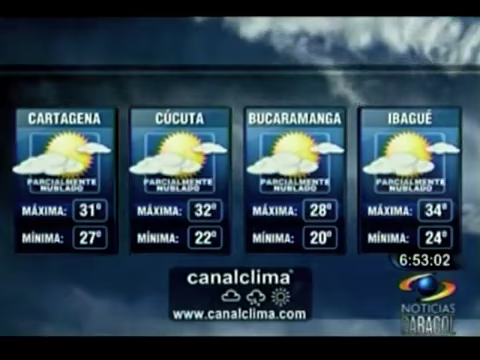 CARTAGENA
PARCIALMENTE
NUBLADO
MÁXIMA: 31°
MÍNIMA: 27°
CÚCUTA
PARCIALMENTE
NUBLADO
MÁXIMA: 32°
MÍNIMA: 22°
BUCARAMANGA
PARCIALMENTE
NUBLADO
MÁXIMA: 28°
MÍNIMA: 20°
IBAGUÉ
PARCIALMENTE
NUBLADO
MÁXIMA: 34°
MÍNIMA: 24°
6:53:02
canalclima
www.canalclima.com
NOTICIAS
CARACOL